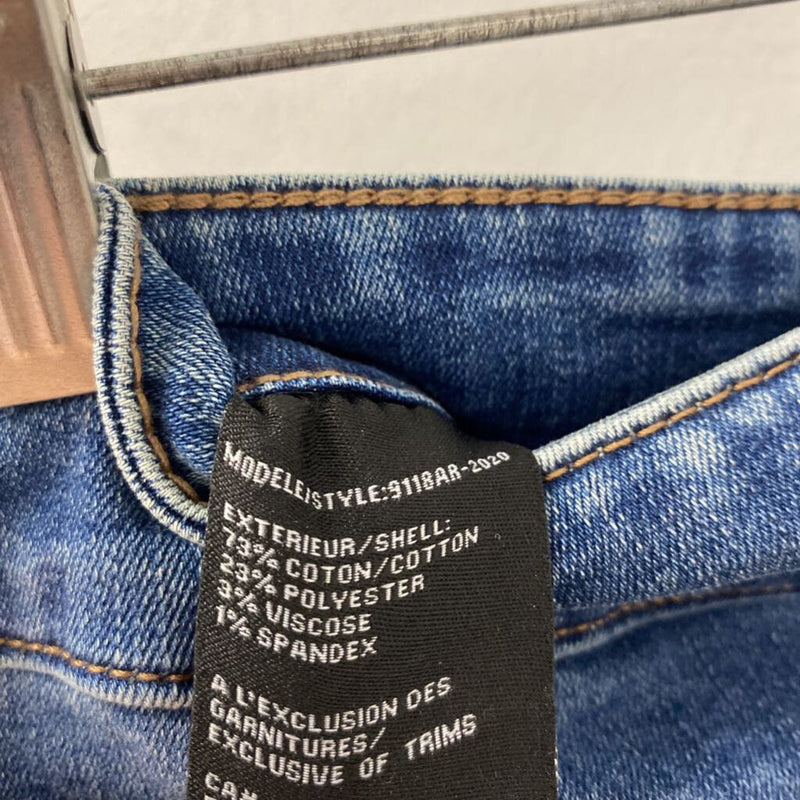 MODELE/STYLE:9118AR-2020
EXTERIEUR/SHELL:
73% COTON/COTTON
23% POLYESTER
3% VISCOSE
1% SPANDEX
A L'EXCLUSION DES
GARNITURES/
EXCLUSIVE OF TRIMS
CA#